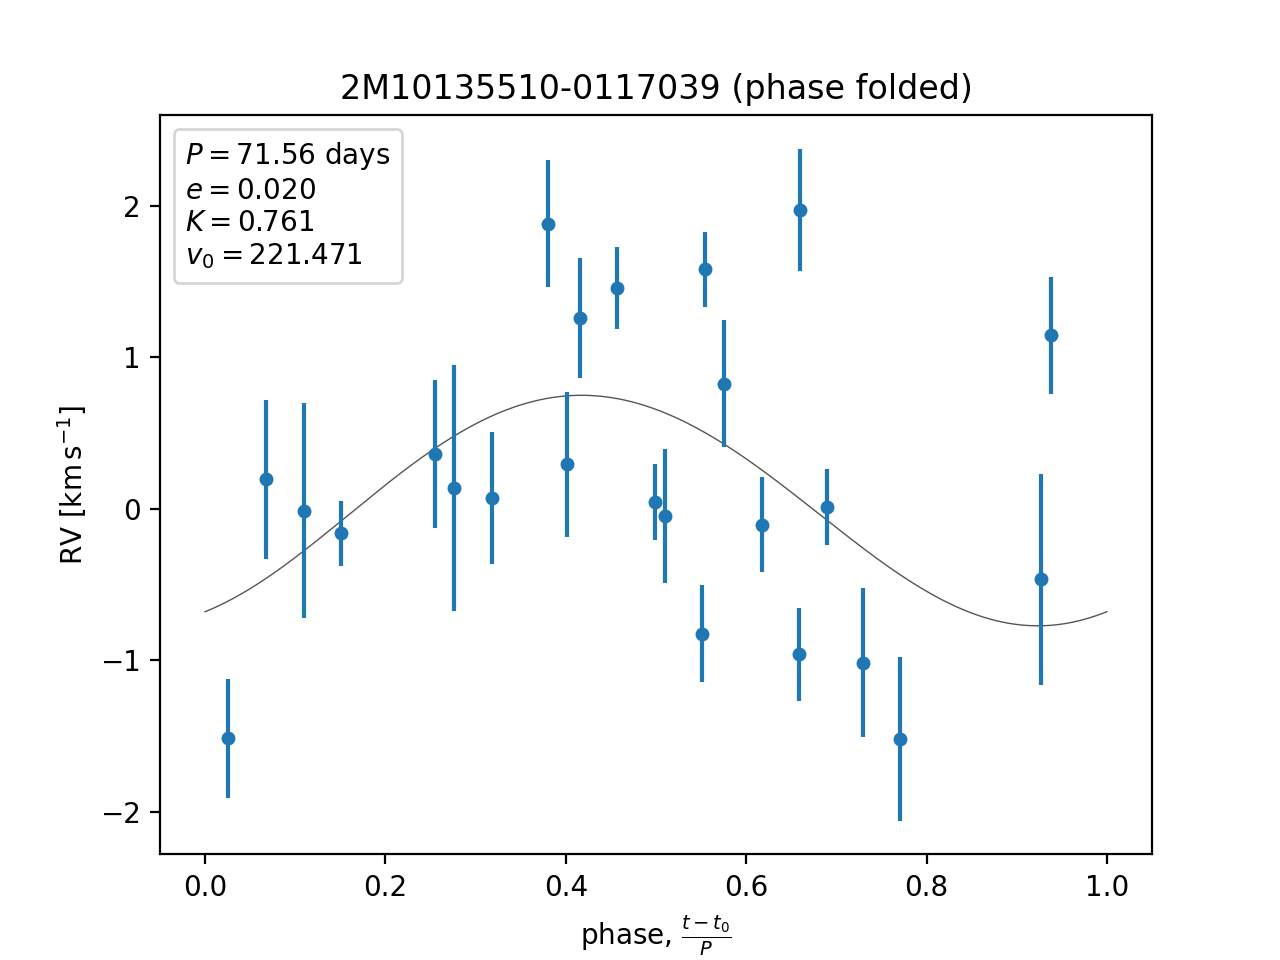 2M10135510-0117039 (phase folded)
P = 71.56 days
e = 0.020
K = 0.761
v₀ = 221.471
2
1
0
−1
−2
RV [km s⁻¹]
0.0 0.2 0.4 0.6 0.8 1.0
phase, (t − t₀)/P